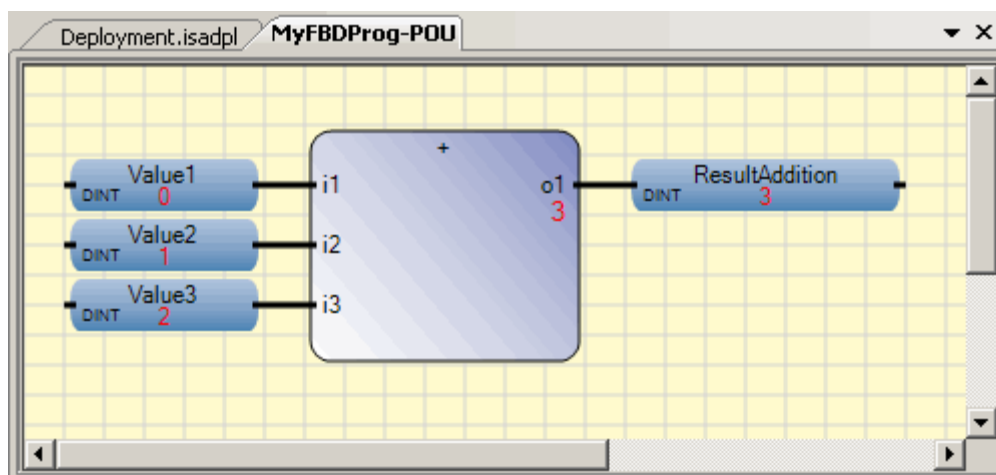 Deployment.isadpl MyFBDProg-POU
+
Value1
DINT 0
i1
o1
3
ResultAddition
DINT 3
Value2
DINT 1
i2
Value3
DINT 2
i3